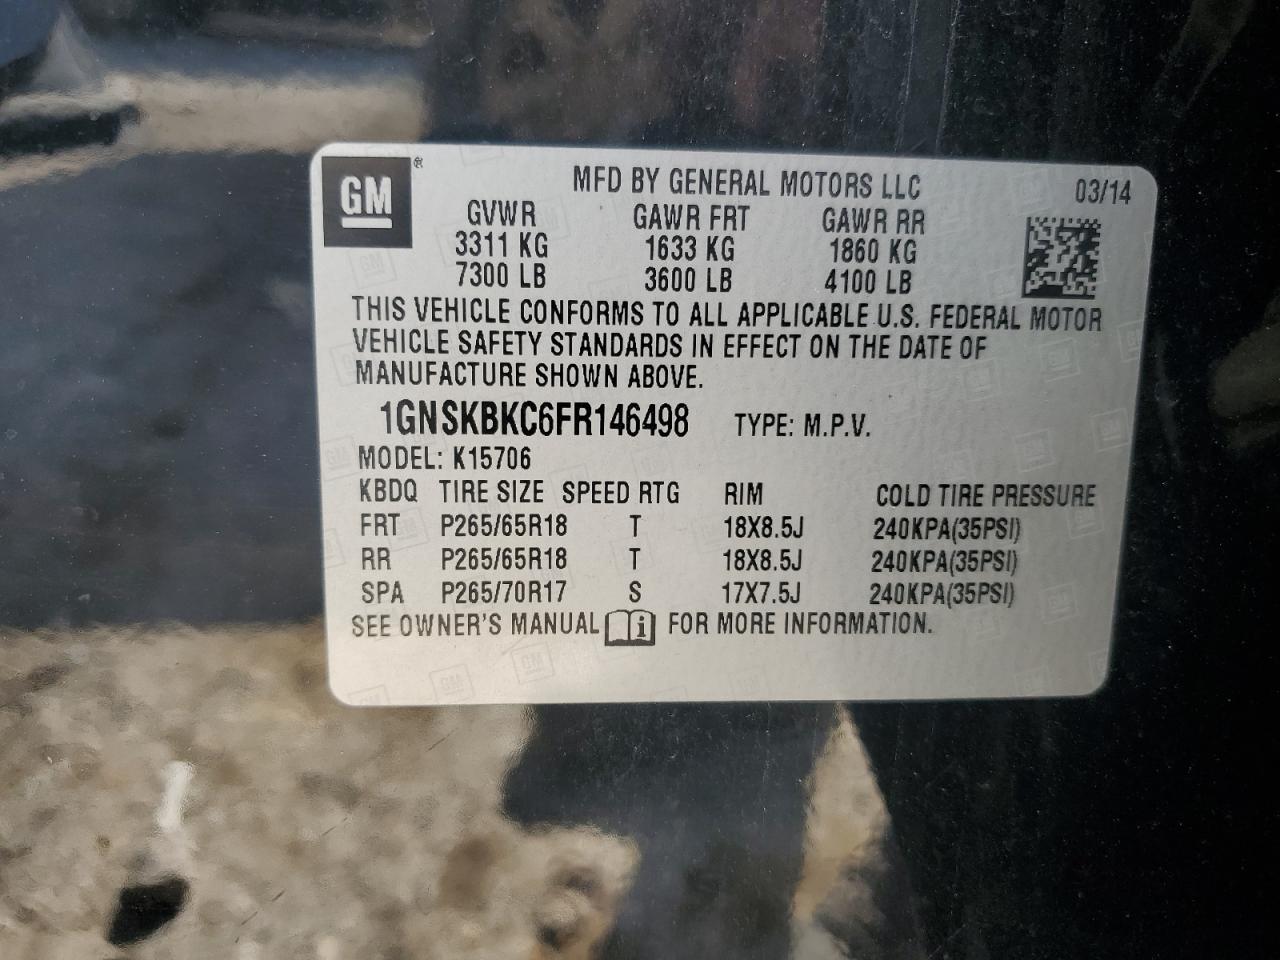 GM ®
MFD BY GENERAL MOTORS LLC 03/14
GVWR GAWR FRT GAWR RR
3311 KG 1633 KG 1860 KG
7300 LB 3600 LB 4100 LB
THIS VEHICLE CONFORMS TO ALL APPLICABLE U.S. FEDERAL MOTOR
VEHICLE SAFETY STANDARDS IN EFFECT ON THE DATE OF
MANUFACTURE SHOWN ABOVE.
1GNSKBKC6FR146498 TYPE: M.P.V.
MODEL: K15706
KBDQ TIRE SIZE SPEED RTG RIM COLD TIRE PRESSURE
FRT P265/65R18 T 18X8.5J 240KPA(35PSI)
RR P265/65R18 T 18X8.5J 240KPA(35PSI)
SPA P265/70R17 S 17X7.5J 240KPA(35PSI)
SEE OWNER'S MANUAL i FOR MORE INFORMATION.